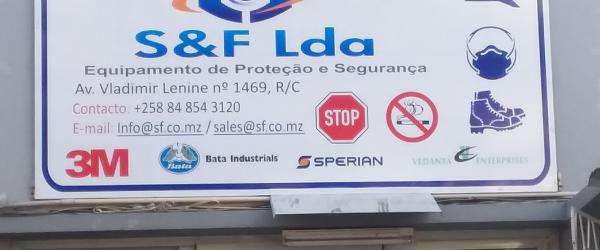 S&F Lda
Equipamento de Proteção e Segurança
Av. Vladimir Lenine nº 1469, R/C
Contacto: +258 84 854 3120
E-mail: Info@sf.co.mz / sales@sf.co.mz
STOP
3M Bata Bata Industrials SPERIAN VEDANTA ENTERPRISES